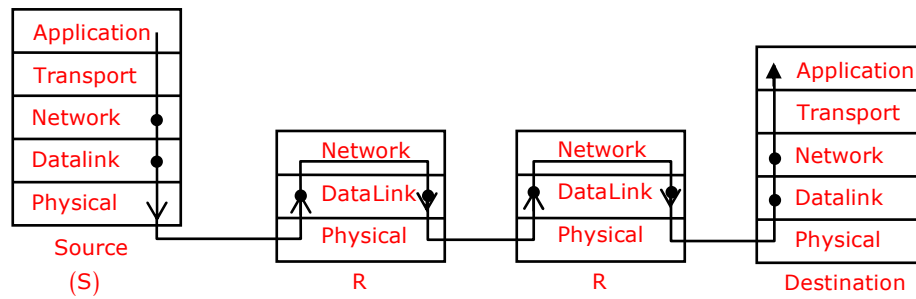 Application
Transport
Network
Datalink
Physical
Source
(S)
Network
DataLink
Physical
R
Network
DataLink
Physical
R
Application
Transport
Network
Datalink
Physical
Destination